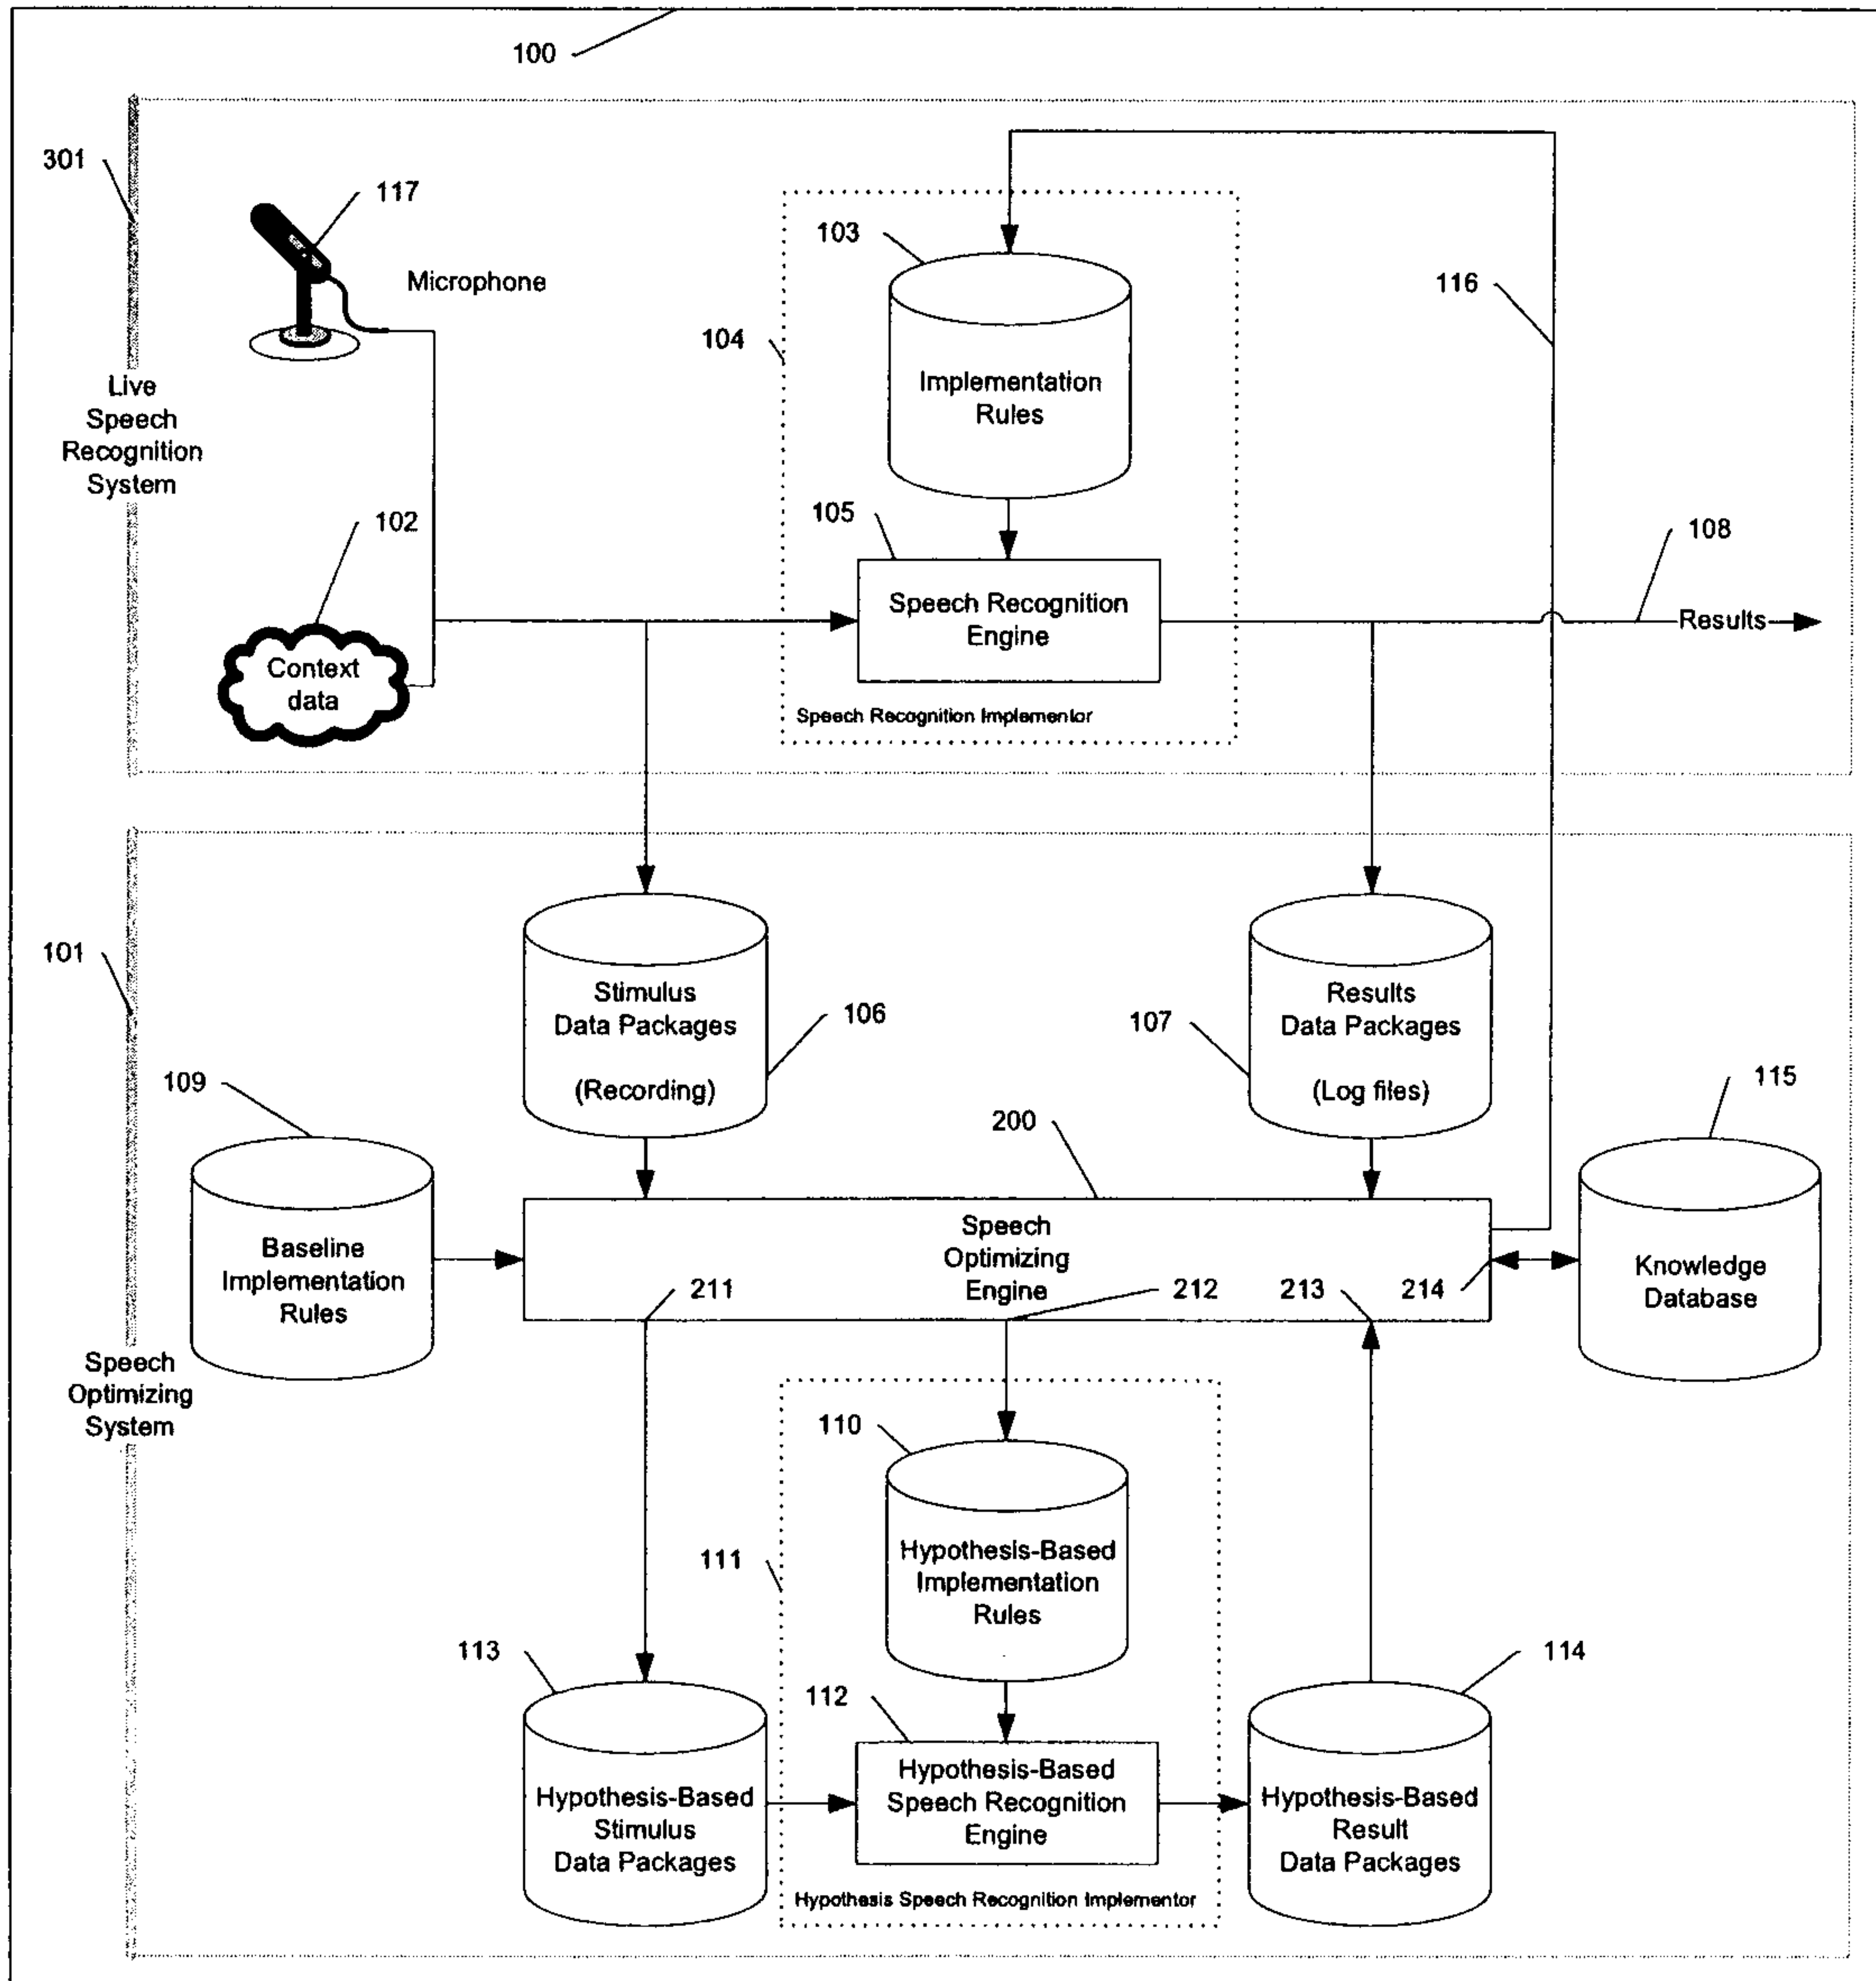 100
301
117
Microphone
103
116
104
Implementation
Rules
Live
Speech
Recognition
System
102
105
108
Speech Recognition
Engine
Results
Context
data
Speech Recognition Implementor
101
Stimulus
Data Packages
(Recording)
106
107
Results
Data Packages
(Log files)
109
115
200
Baseline
Implementation
Rules
Speech
Optimizing
Engine
211
212
213
214
Knowledge
Database
Speech
Optimizing
System
110
111
Hypothesis-Based
Implementation
Rules
113
112
114
Hypothesis-Based
Stimulus
Data Packages
Hypothesis-Based
Speech Recognition
Engine
Hypothesis-Based
Result
Data Packages
Hypothesis Speech Recognition Implementor